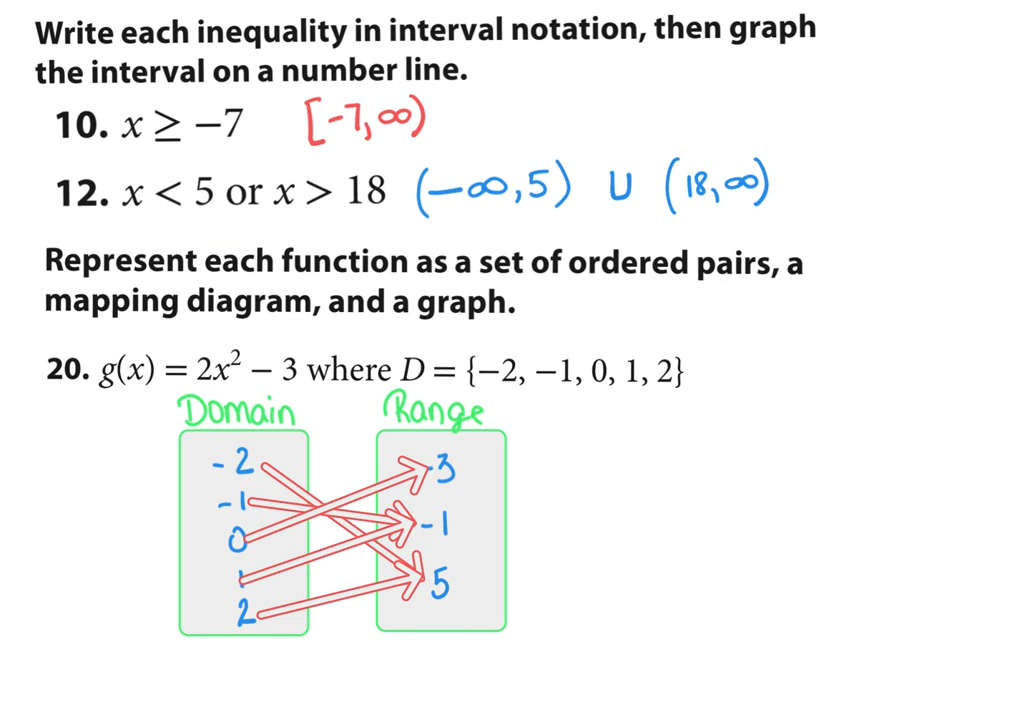 Write each inequality in interval notation, then graph
the interval on a number line.
10. x ≥ −7 [-7, ∞)
12. x < 5 or x > 18 (−∞, 5) ∪ (18, ∞)
Represent each function as a set of ordered pairs, a
mapping diagram, and a graph.
20. g(x) = 2x² − 3 where D = {−2, −1, 0, 1, 2}
Domain Range
-2 -3
-1
0 -1
1
2 5